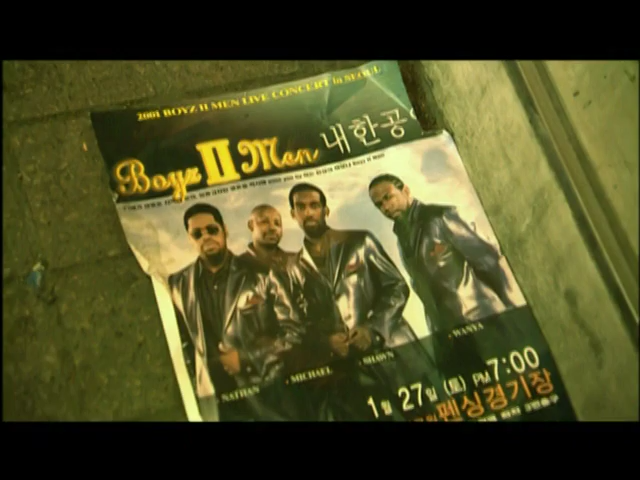 2001 BOYZ II MEN LIVE CONCERT in SEOUL
Boyz II Men 내한공
NATHAN
- MICHAEL
- SHAWN
- WANYA
1월 27일 (토) PM 7:00
펜싱경기장